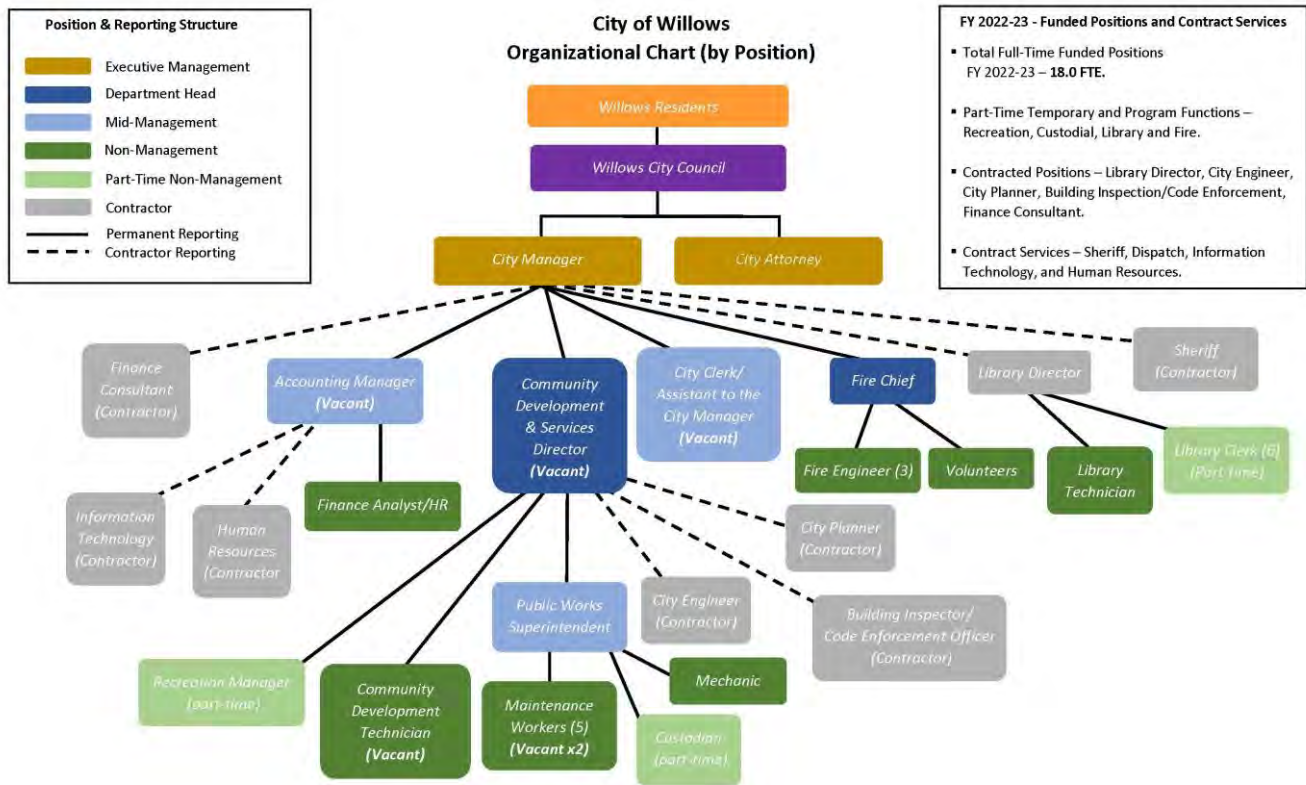 City of Willows
Organizational Chart (by Position)
Position & Reporting Structure
Executive Management
Department Head
Mid-Management
Non-Management
Part-Time Non-Management
Contractor
Permanent Reporting
Contractor Reporting
FY 2022-23 - Funded Positions and Contract Services
▪ Total Full-Time Funded Positions
FY 2022-23 – 18.0 FTE.
▪ Part-Time Temporary and Program Functions –
Recreation, Custodial, Library and Fire.
▪ Contracted Positions – Library Director, City Engineer,
City Planner, Building Inspection/Code Enforcement,
Finance Consultant.
▪ Contract Services – Sheriff, Dispatch, Information
Technology, and Human Resources.
Willows Residents
Willows City Council
City Manager
City Attorney
Finance
Consultant
(Contractor)
Accounting Manager
(Vacant)
Community
Development
& Services
Director
(Vacant)
City Clerk/
Assistant to the
City Manager
(Vacant)
Fire Chief
Library Director
Sheriff
(Contractor)
Information
Technology
(Contractor)
Human
Resources
(Contractor
Finance Analyst/HR
Fire Engineer (3)
Volunteers
Library
Technician
Library Clerk (6)
(Part Time)
City Planner
(Contractor)
Public Works
Superintendent
City Engineer
(Contractor)
Building Inspector/
Code Enforcement Officer
(Contractor)
Recreation Manager
(part-time)
Community
Development
Technician
(Vacant)
Maintenance
Workers (5)
(Vacant x2)
Mechanic
Custodian
(part-time)